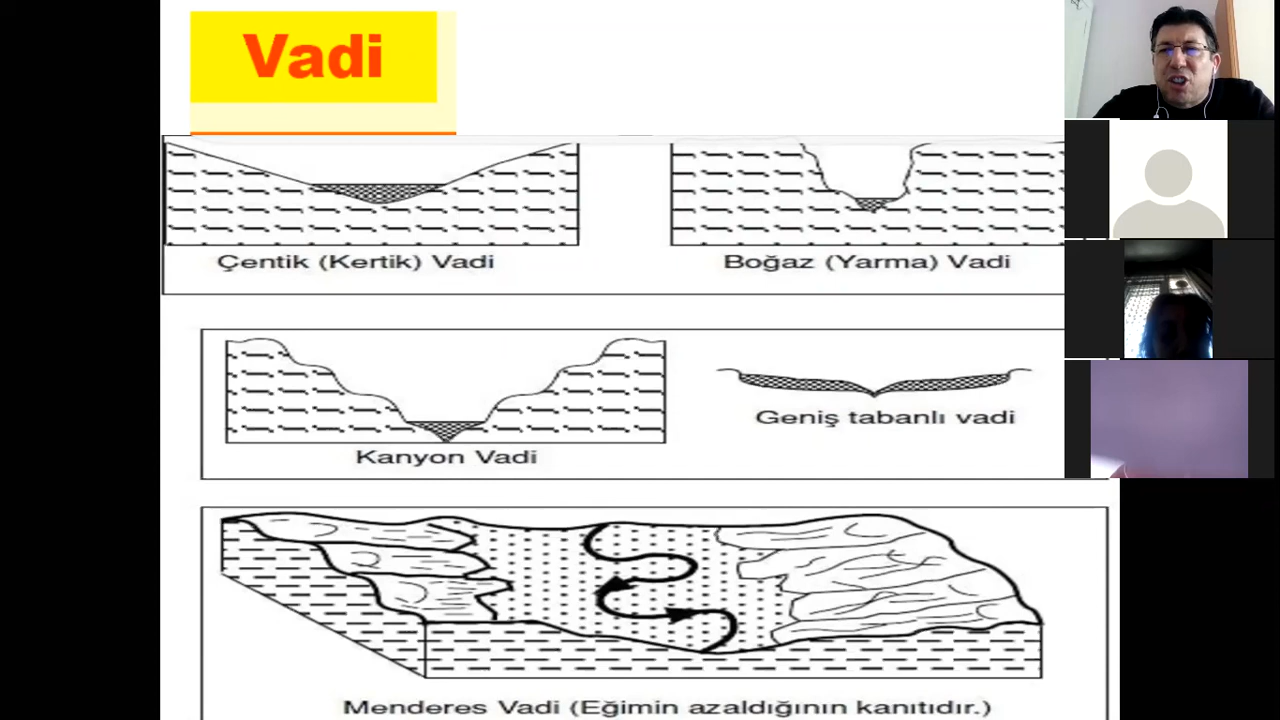 Vadi
Çentik (Kertik) Vadi
Boğaz (Yarma) Vadi
Kanyon Vadi
Geniş tabanlı vadi
Menderes Vadi (Eğimin azaldığının kanıtıdır.)